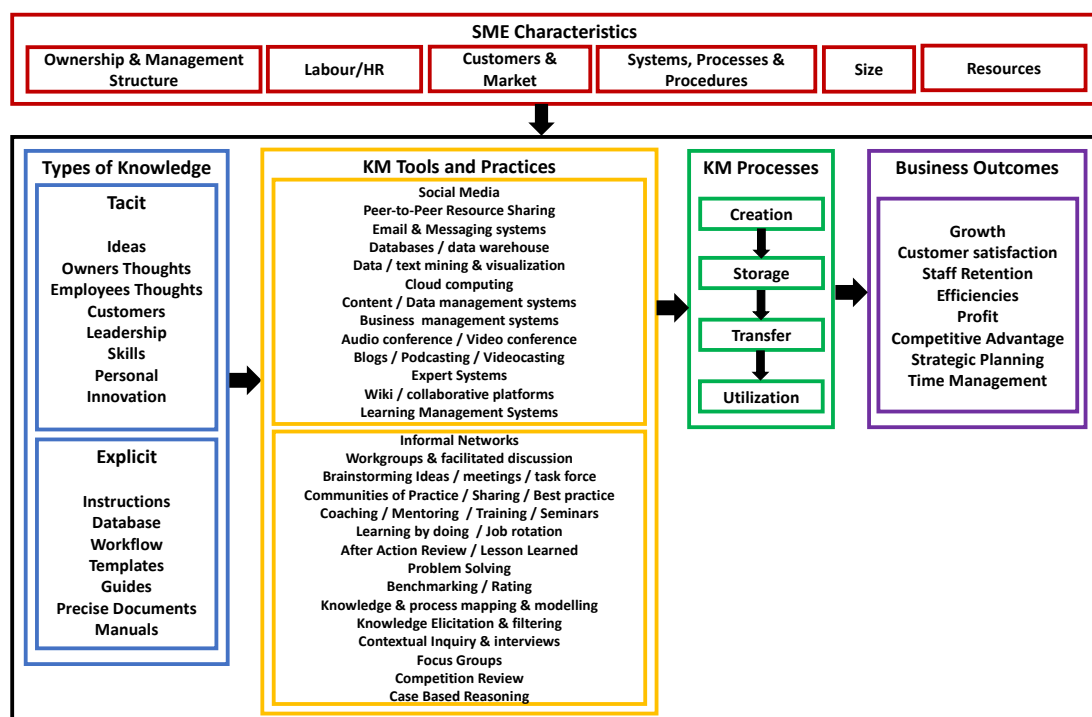 SME Characteristics
Ownership & Management
Structure
Labour/HR
Customers &
Market
Systems, Processes &
Procedures
Size
Resources
Types of Knowledge
Tacit
Ideas
Owners Thoughts
Employees Thoughts
Customers
Leadership
Skills
Personal
Innovation
Explicit
Instructions
Database
Workflow
Templates
Guides
Precise Documents
Manuals
KM Tools and Practices
Social Media
Peer-to-Peer Resource Sharing
Email & Messaging systems
Databases / data warehouse
Data / text mining & visualization
Cloud computing
Content / Data management systems
Business  management systems
Audio conference / Video conference
Blogs / Podcasting / Videocasting
Expert Systems
Wiki / collaborative platforms
Learning Management Systems
Informal Networks
Workgroups & facilitated discussion
Brainstorming Ideas / meetings / task force
Communities of Practice / Sharing / Best practice
Coaching / Mentoring  / Training / Seminars
Learning by doing  / Job rotation
After Action Review / Lesson Learned
Problem Solving
Benchmarking / Rating
Knowledge & process mapping & modelling
Knowledge Elicitation & filtering
Contextual Inquiry & interviews
Focus Groups
Competition Review
Case Based Reasoning
KM Processes
Creation
Storage
Transfer
Utilization
Business Outcomes
Growth
Customer satisfaction
Staff Retention
Efficiencies
Profit
Competitive Advantage
Strategic Planning
Time Management